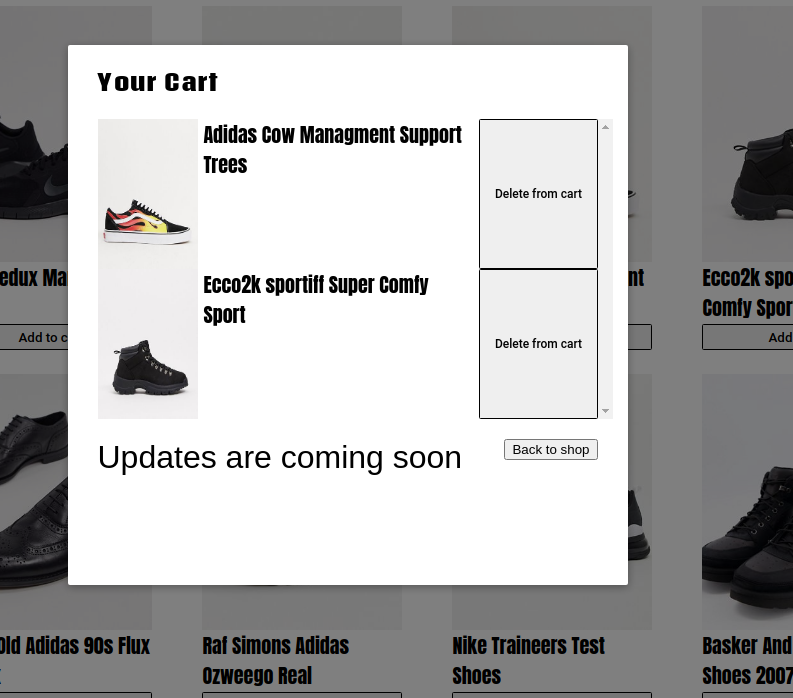 Your Cart
Adidas Cow Managment Support
Trees
Delete from cart
Ecco2k sportiff Super Comfy
Sport
Delete from cart
Updates are coming soon
Back to shop
edux Ma
nt
Ecco2k spo
Comfy Spor
Add to c
Add
Old Adidas 90s Flux
Raf Simons Adidas
Ozweego Real
Nike Traineers Test
Shoes
Basker And
Shoes 2007